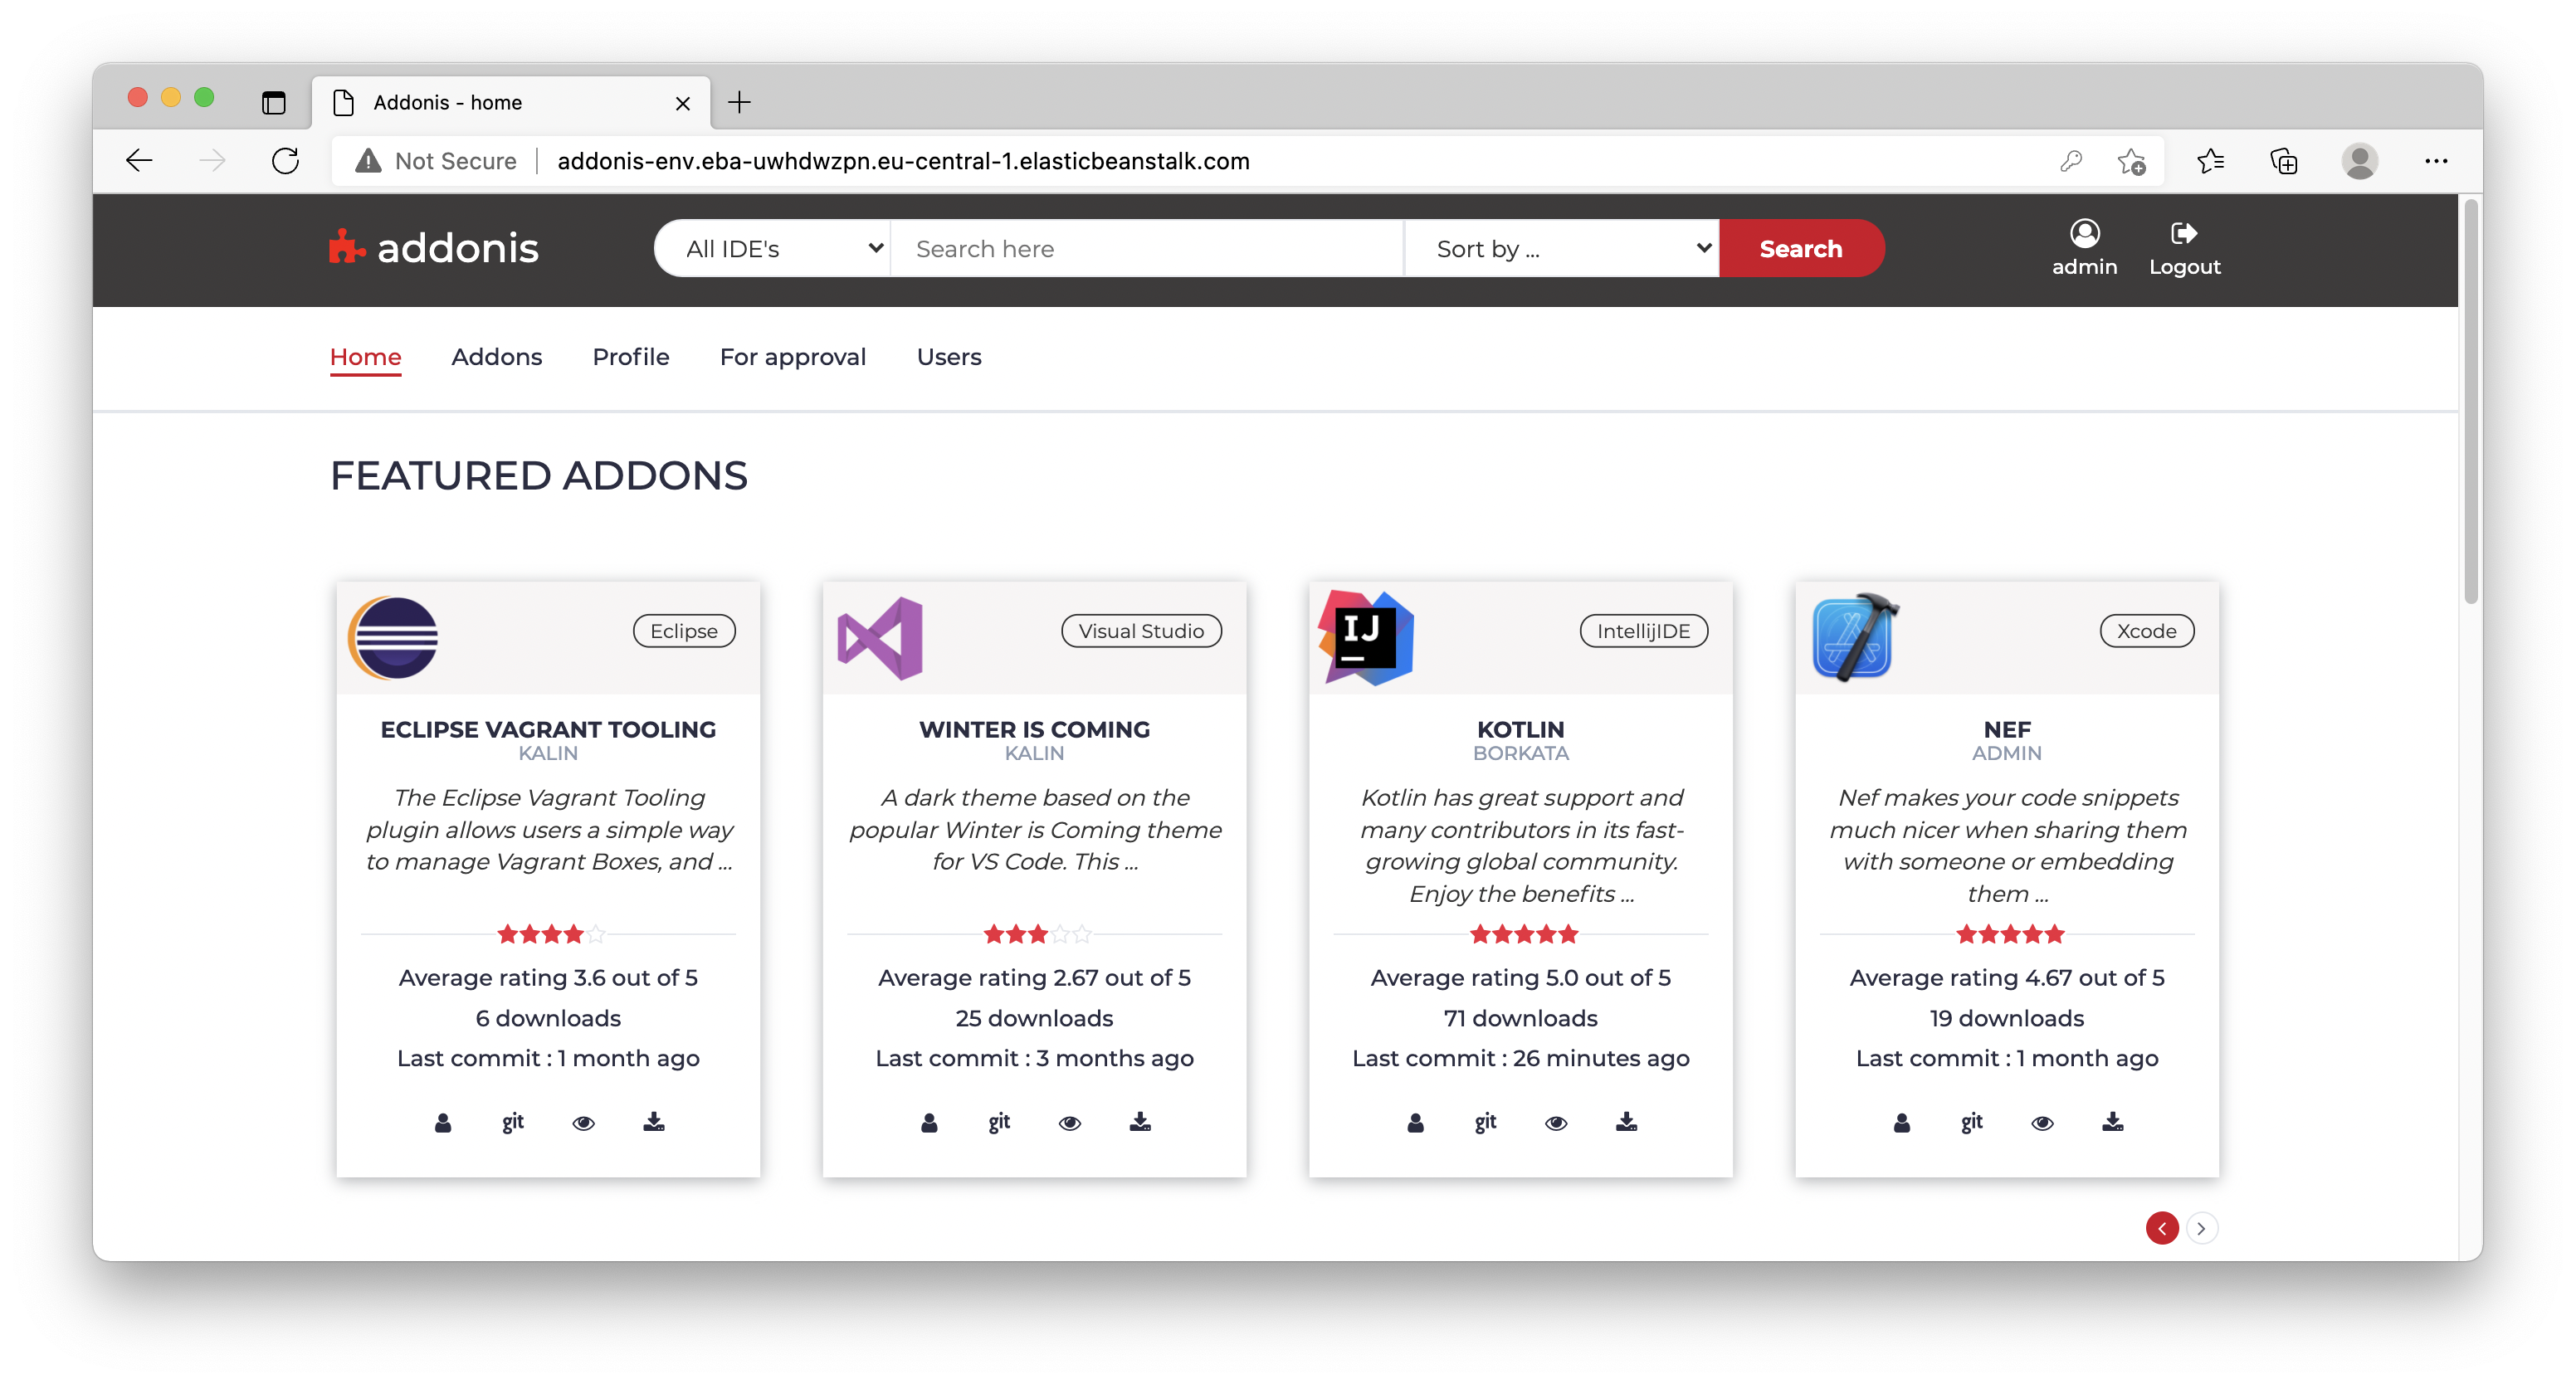 Addonis - home
Not Secure
addonis-env.eba-uwhdwzpn.eu-central-1.elasticbeanstalk.com
addonis
All IDE's
Search here
Sort by ...
Search
admin
Logout
Home
Addons
Profile
For approval
Users
FEATURED ADDONS
Eclipse
ECLIPSE VAGRANT TOOLING
KALIN
The Eclipse Vagrant Tooling
plugin allows users a simple way
to manage Vagrant Boxes, and ...
Average rating 3.6 out of 5
6 downloads
Last commit : 1 month ago
git
Visual Studio
WINTER IS COMING
KALIN
A dark theme based on the
popular Winter is Coming theme
for VS Code. This ...
Average rating 2.67 out of 5
25 downloads
Last commit : 3 months ago
git
IJ
IntellijIDE
KOTLIN
BORKATA
Kotlin has great support and
many contributors in its fast-
growing global community.
Enjoy the benefits ...
Average rating 5.0 out of 5
71 downloads
Last commit : 26 minutes ago
git
Xcode
NEF
ADMIN
Nef makes your code snippets
much nicer when sharing them
with someone or embedding
them ...
Average rating 4.67 out of 5
19 downloads
Last commit : 1 month ago
git